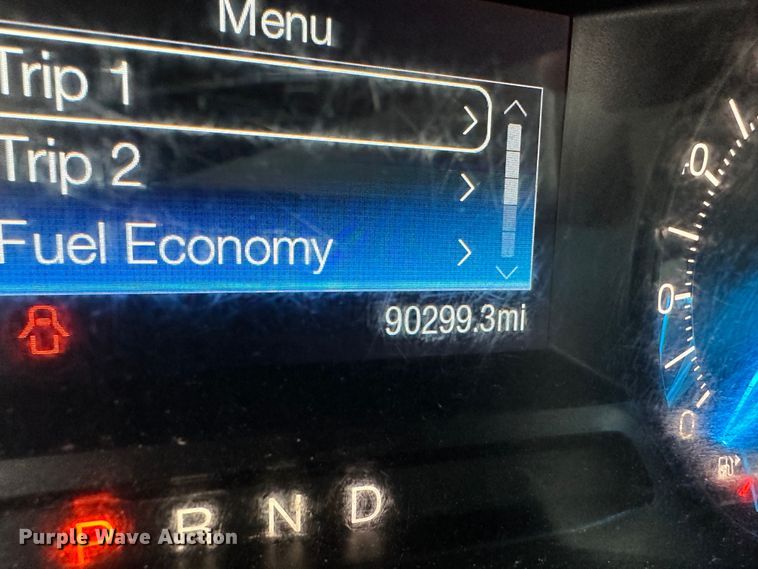 Menu
Trip 1
Trip 2
Fuel Economy
90299.3mi
P R N D
Purple Wave Auction